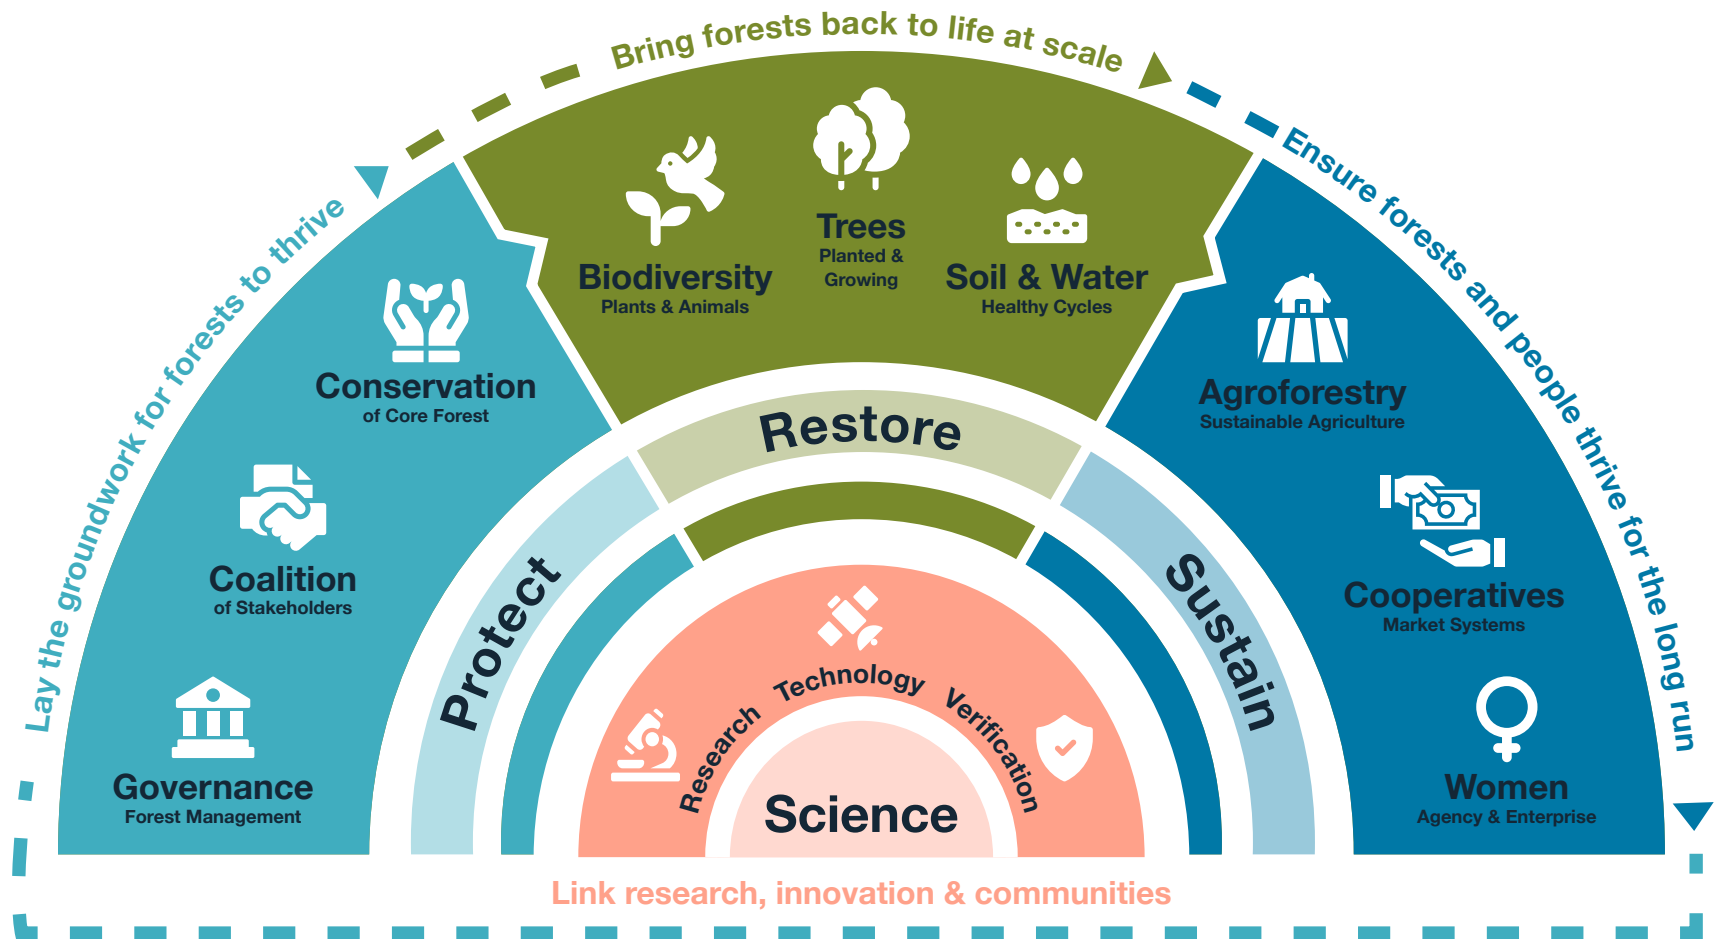 Bring forests back to life at scale
Lay the groundwork for forests to thrive
Ensure forests and people thrive for the long run
Trees
Planted &
Growing
Biodiversity
Plants & Animals
Soil & Water
Healthy Cycles
Conservation
of Core Forest
Coalition
of Stakeholders
Governance
Forest Management
Agroforestry
Sustainable Agriculture
Cooperatives
Market Systems
Women
Agency & Enterprise
Restore
Protect
Sustain
Research
Technology
Verification
Science
Link research, innovation & communities